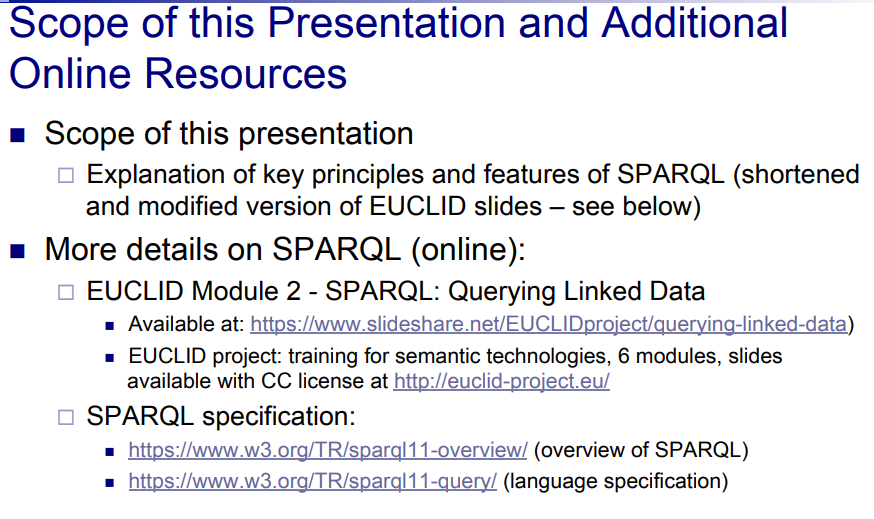 Scope of this Presentation and Additional
Online Resources
Scope of this presentation
Explanation of key principles and features of SPARQL (shortened
and modified version of EUCLID slides – see below)
More details on SPARQL (online):
EUCLID Module 2 - SPARQL: Querying Linked Data
Available at: https://www.slideshare.net/EUCLIDproject/querying-linked-data)
EUCLID project: training for semantic technologies, 6 modules, slides
available with CC license at http://euclid-project.eu/
SPARQL specification:
https://www.w3.org/TR/sparql11-overview/ (overview of SPARQL)
https://www.w3.org/TR/sparql11-query/ (language specification)